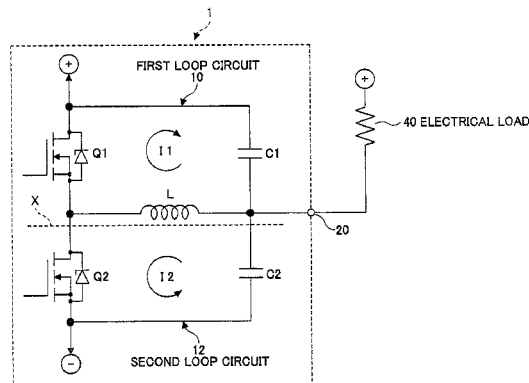 1
+
FIRST LOOP CIRCUIT
10
+
40 ELECTRICAL LOAD
Q1
I1
C1
X
L
20
Q2
I2
C2
12
SECOND LOOP CIRCUIT
−